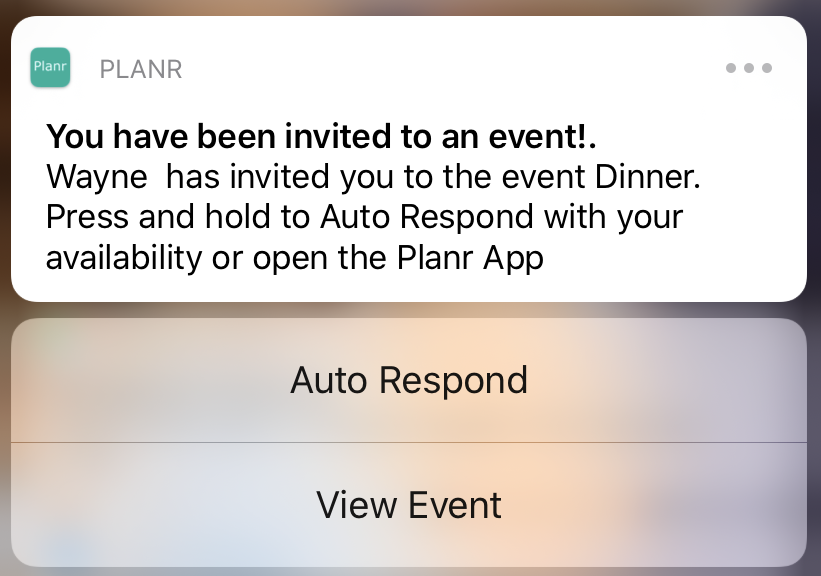 Planr PLANR
You have been invited to an event!.
Wayne  has invited you to the event Dinner.
Press and hold to Auto Respond with your
availability or open the Planr App
Auto Respond
View Event